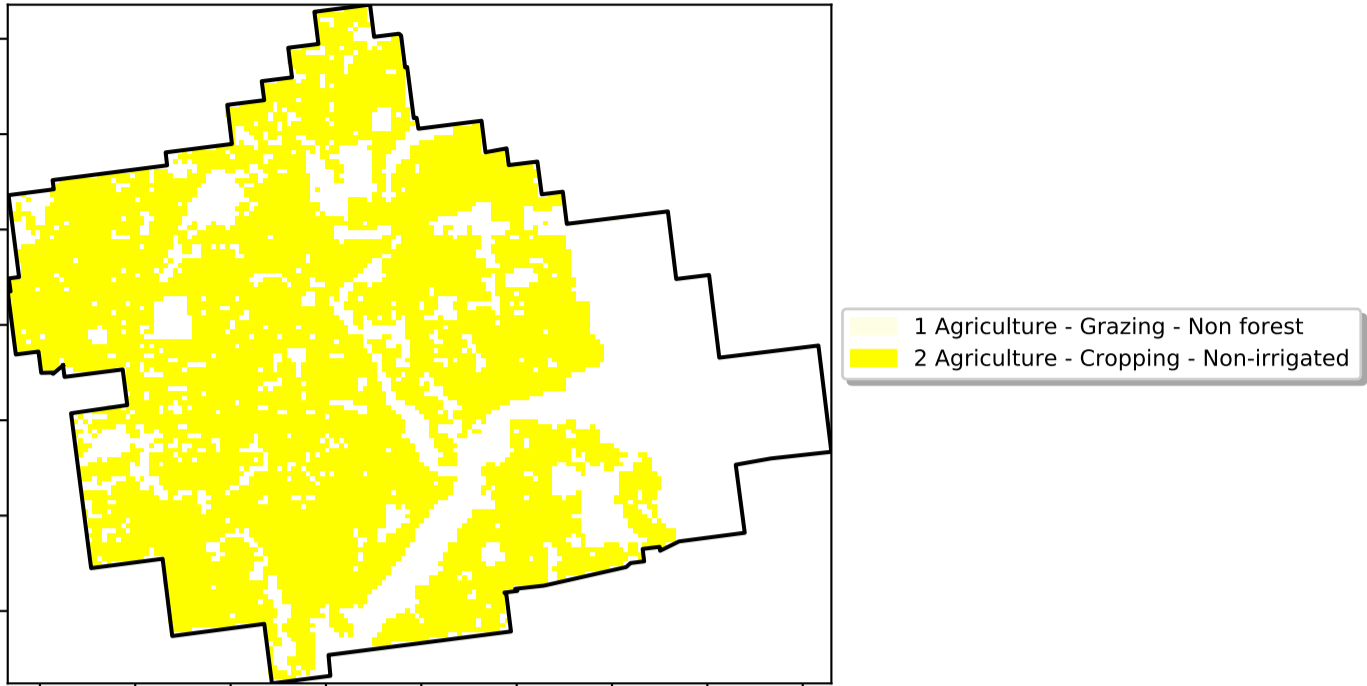 1 Agriculture - Grazing - Non forest
2 Agriculture - Cropping - Non-irrigated